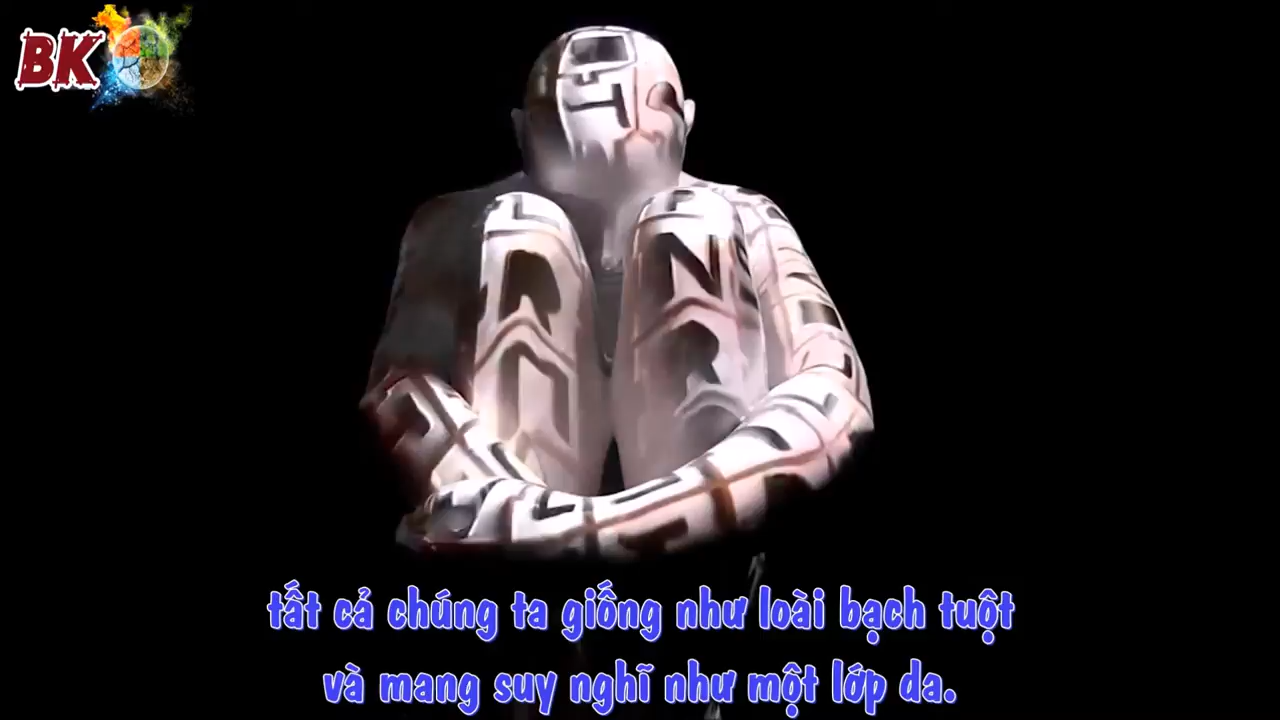 BK
tất cả chúng ta giống như loài bạch tuột
và mang suy nghĩ như một lớp da.